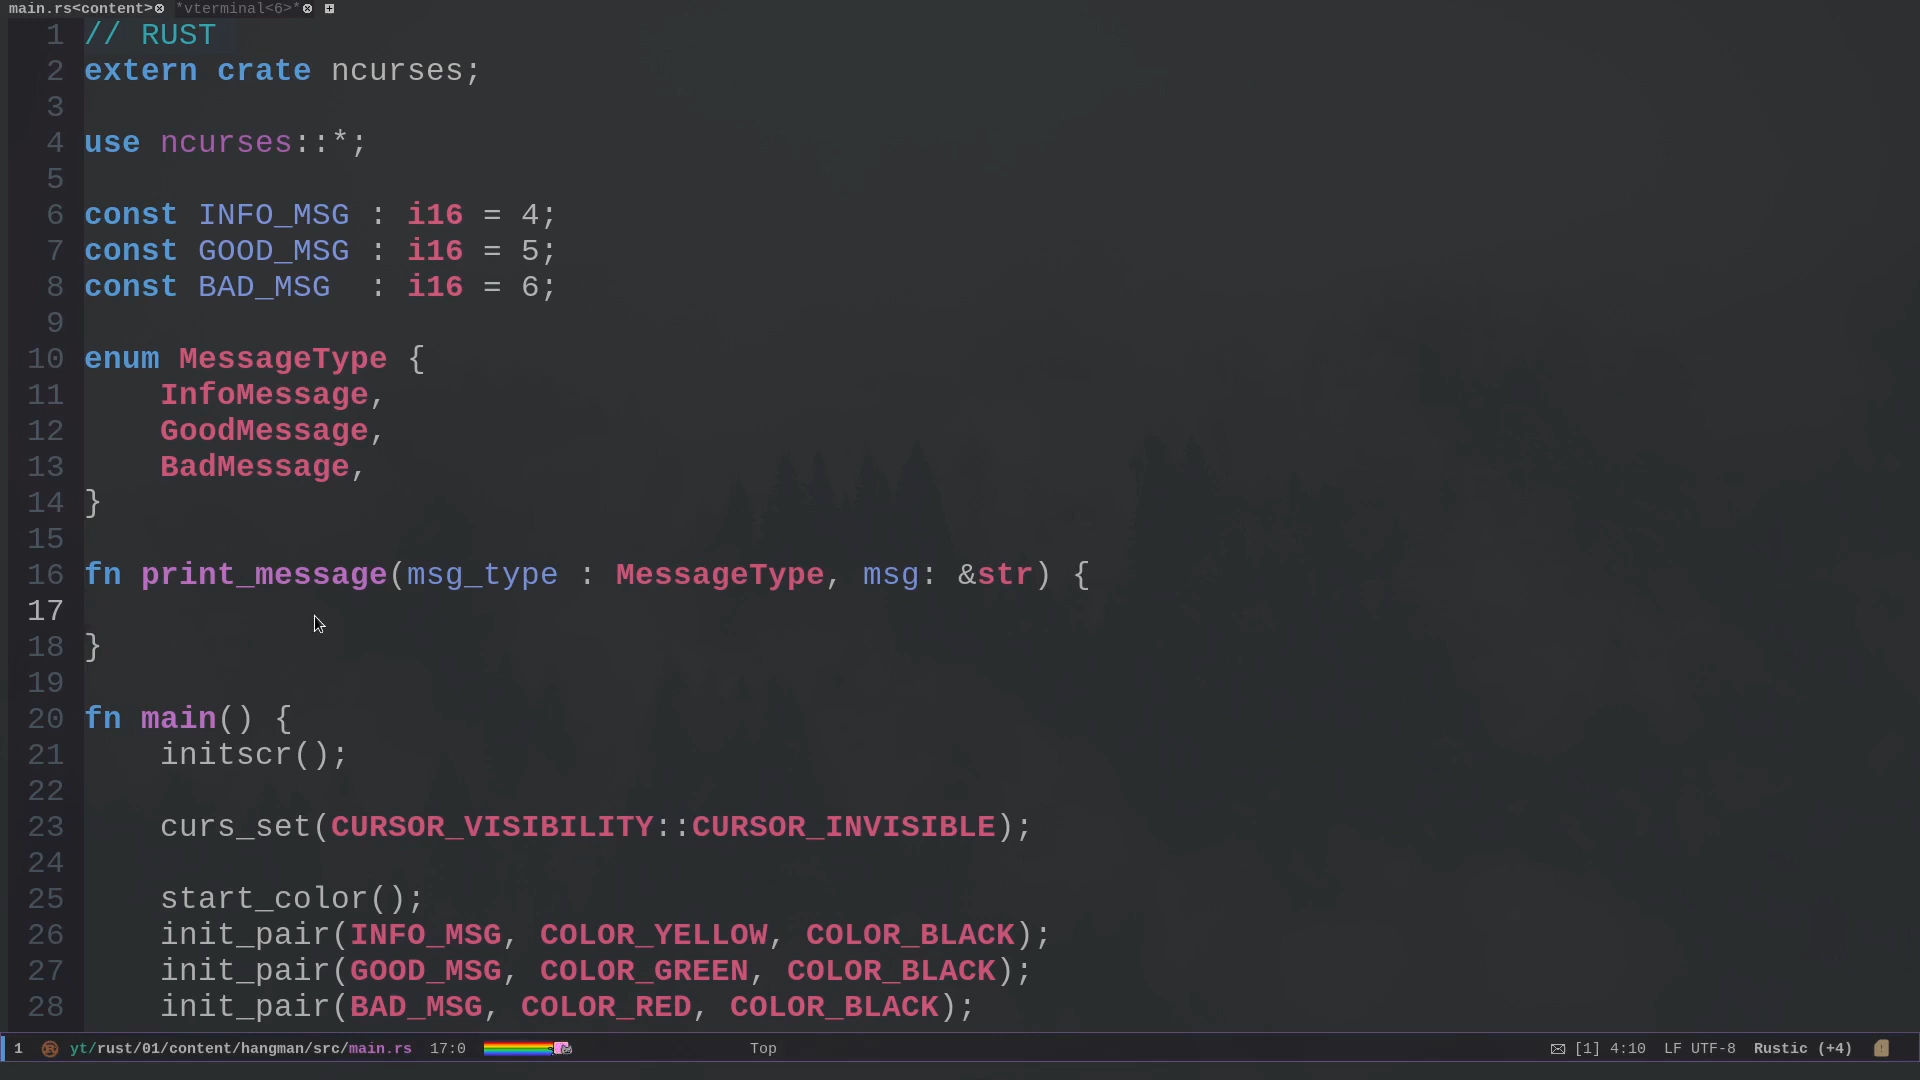 main.rs<content> *vterminal<6>*
1 // RUST
2 extern crate ncurses;
3
4 use ncurses::*;
5
6 const INFO_MSG : i16 = 4;
7 const GOOD_MSG : i16 = 5;
8 const BAD_MSG  : i16 = 6;
9
10 enum MessageType {
11     InfoMessage,
12     GoodMessage,
13     BadMessage,
14 }
15
16 fn print_message(msg_type : MessageType, msg: &str) {
17
18 }
19
20 fn main() {
21     initscr();
22
23     curs_set(CURSOR_VISIBILITY::CURSOR_INVISIBLE);
24
25     start_color();
26     init_pair(INFO_MSG, COLOR_YELLOW, COLOR_BLACK);
27     init_pair(GOOD_MSG, COLOR_GREEN, COLOR_BLACK);
28     init_pair(BAD_MSG, COLOR_RED, COLOR_BLACK);
1 yt/rust/01/content/hangman/src/main.rs 17:0 Top [1] 4:10 LF UTF-8 Rustic (+4)